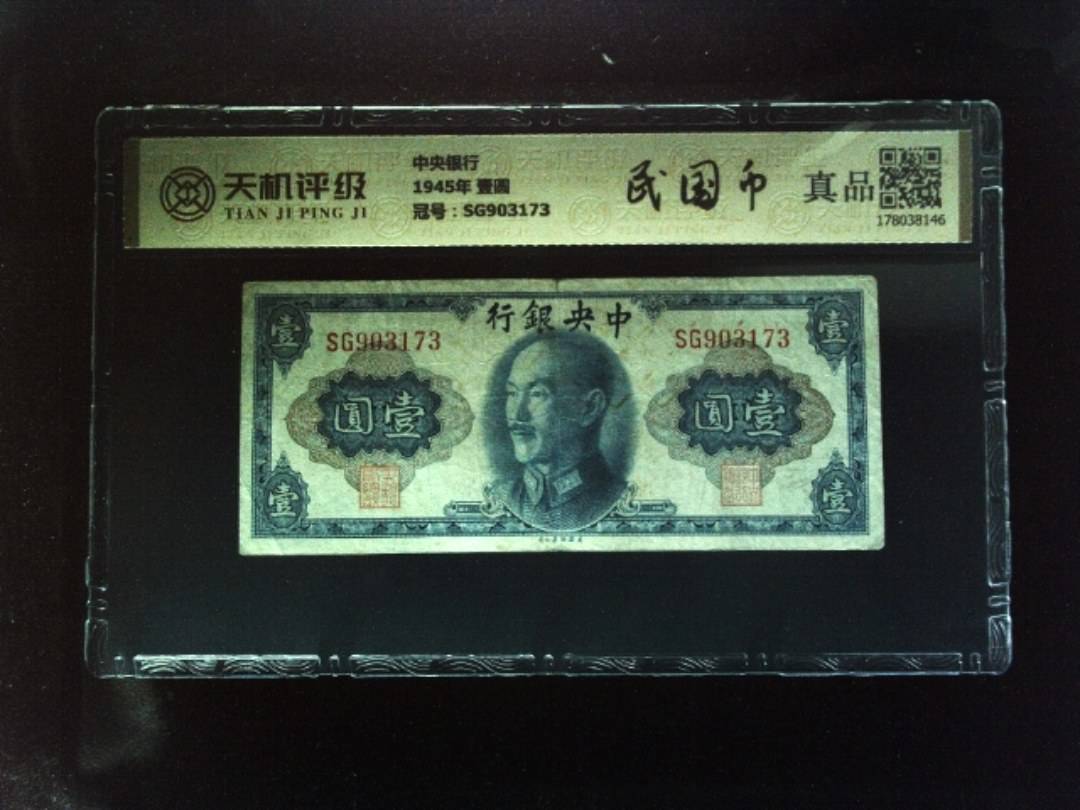 天机评级
TIAN JI PING JI
中央银行
1945年 壹圆
冠号：SG903173
民国币
真品
178038146
行銀央中
SG903173
SG903173
壹
壹
圓壹
圓壹
壹
壹